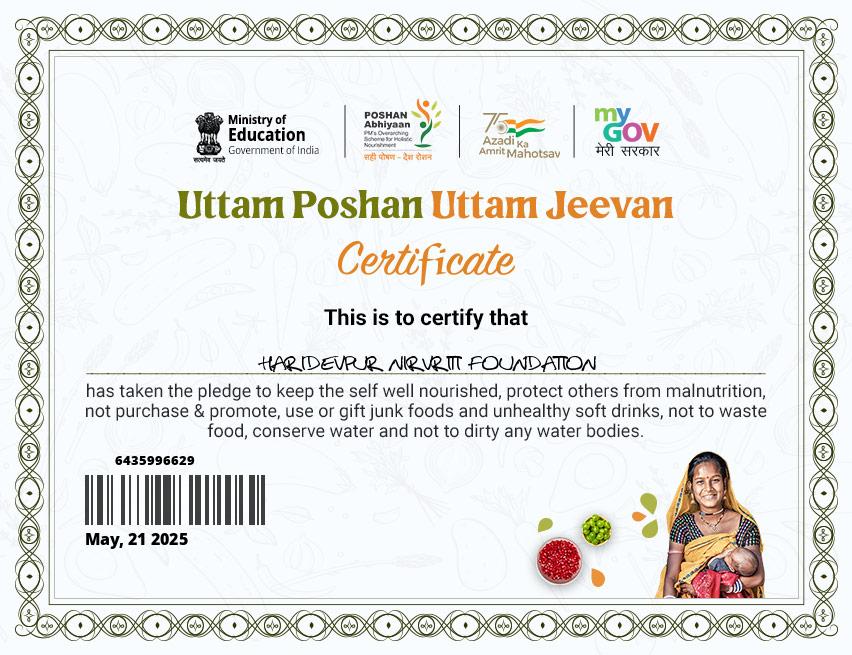 Ministry of
Education
Government of India
सत्यमेव जयते
POSHAN
Abhiyaan
PM's Overarching
Scheme for Holistic
Nourishment
सही पोषण - देश रोशन
75
Azadi Ka
Amrit Mahotsav
my
GOV
मेरी सरकार
Uttam Poshan Uttam Jeevan
Certificate
This is to certify that
HARIDEVPUR NIRVRITI FOUNDATION
has taken the pledge to keep the self well nourished, protect others from malnutrition,
not purchase & promote, use or gift junk foods and unhealthy soft drinks, not to waste
food, conserve water and not to dirty any water bodies.
6435996629
May, 21 2025